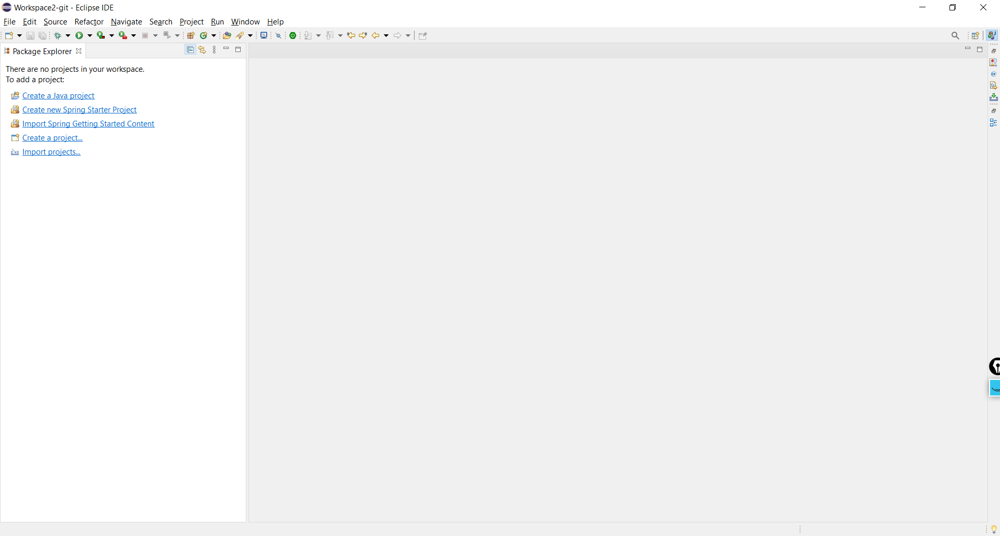 Workspace2-git - Eclipse IDE
File Edit Source Refactor Navigate Search Project Run Window Help
Package Explorer
There are no projects in your workspace.
To add a project:
Create a Java project
Create new Spring Starter Project
Import Spring Getting Started Content
Create a project...
Import projects...